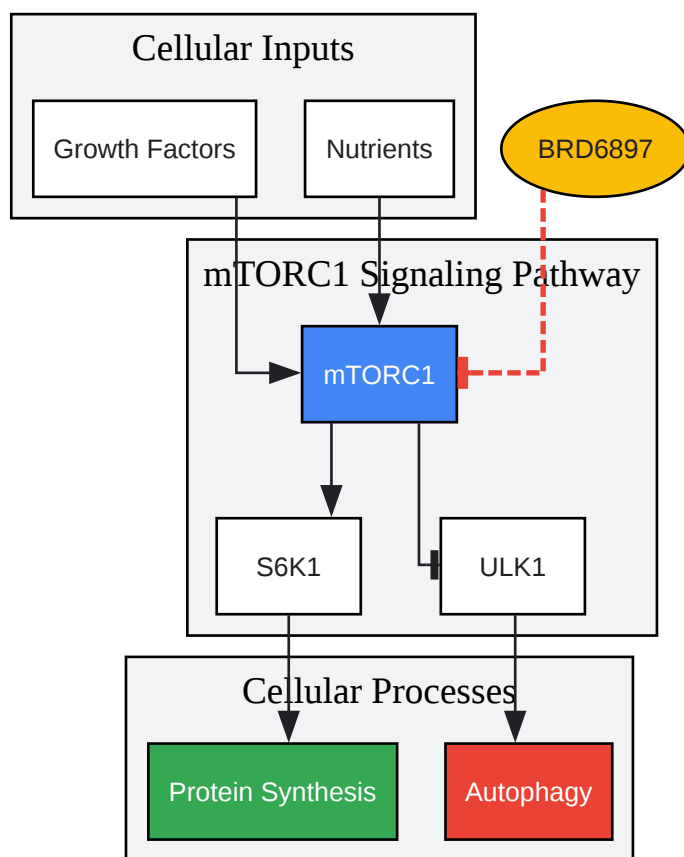 Cellular Inputs
Growth Factors
Nutrients
BRD6897
mTORC1 Signaling Pathway
mTORC1
S6K1
ULK1
Cellular Processes
Protein Synthesis
Autophagy